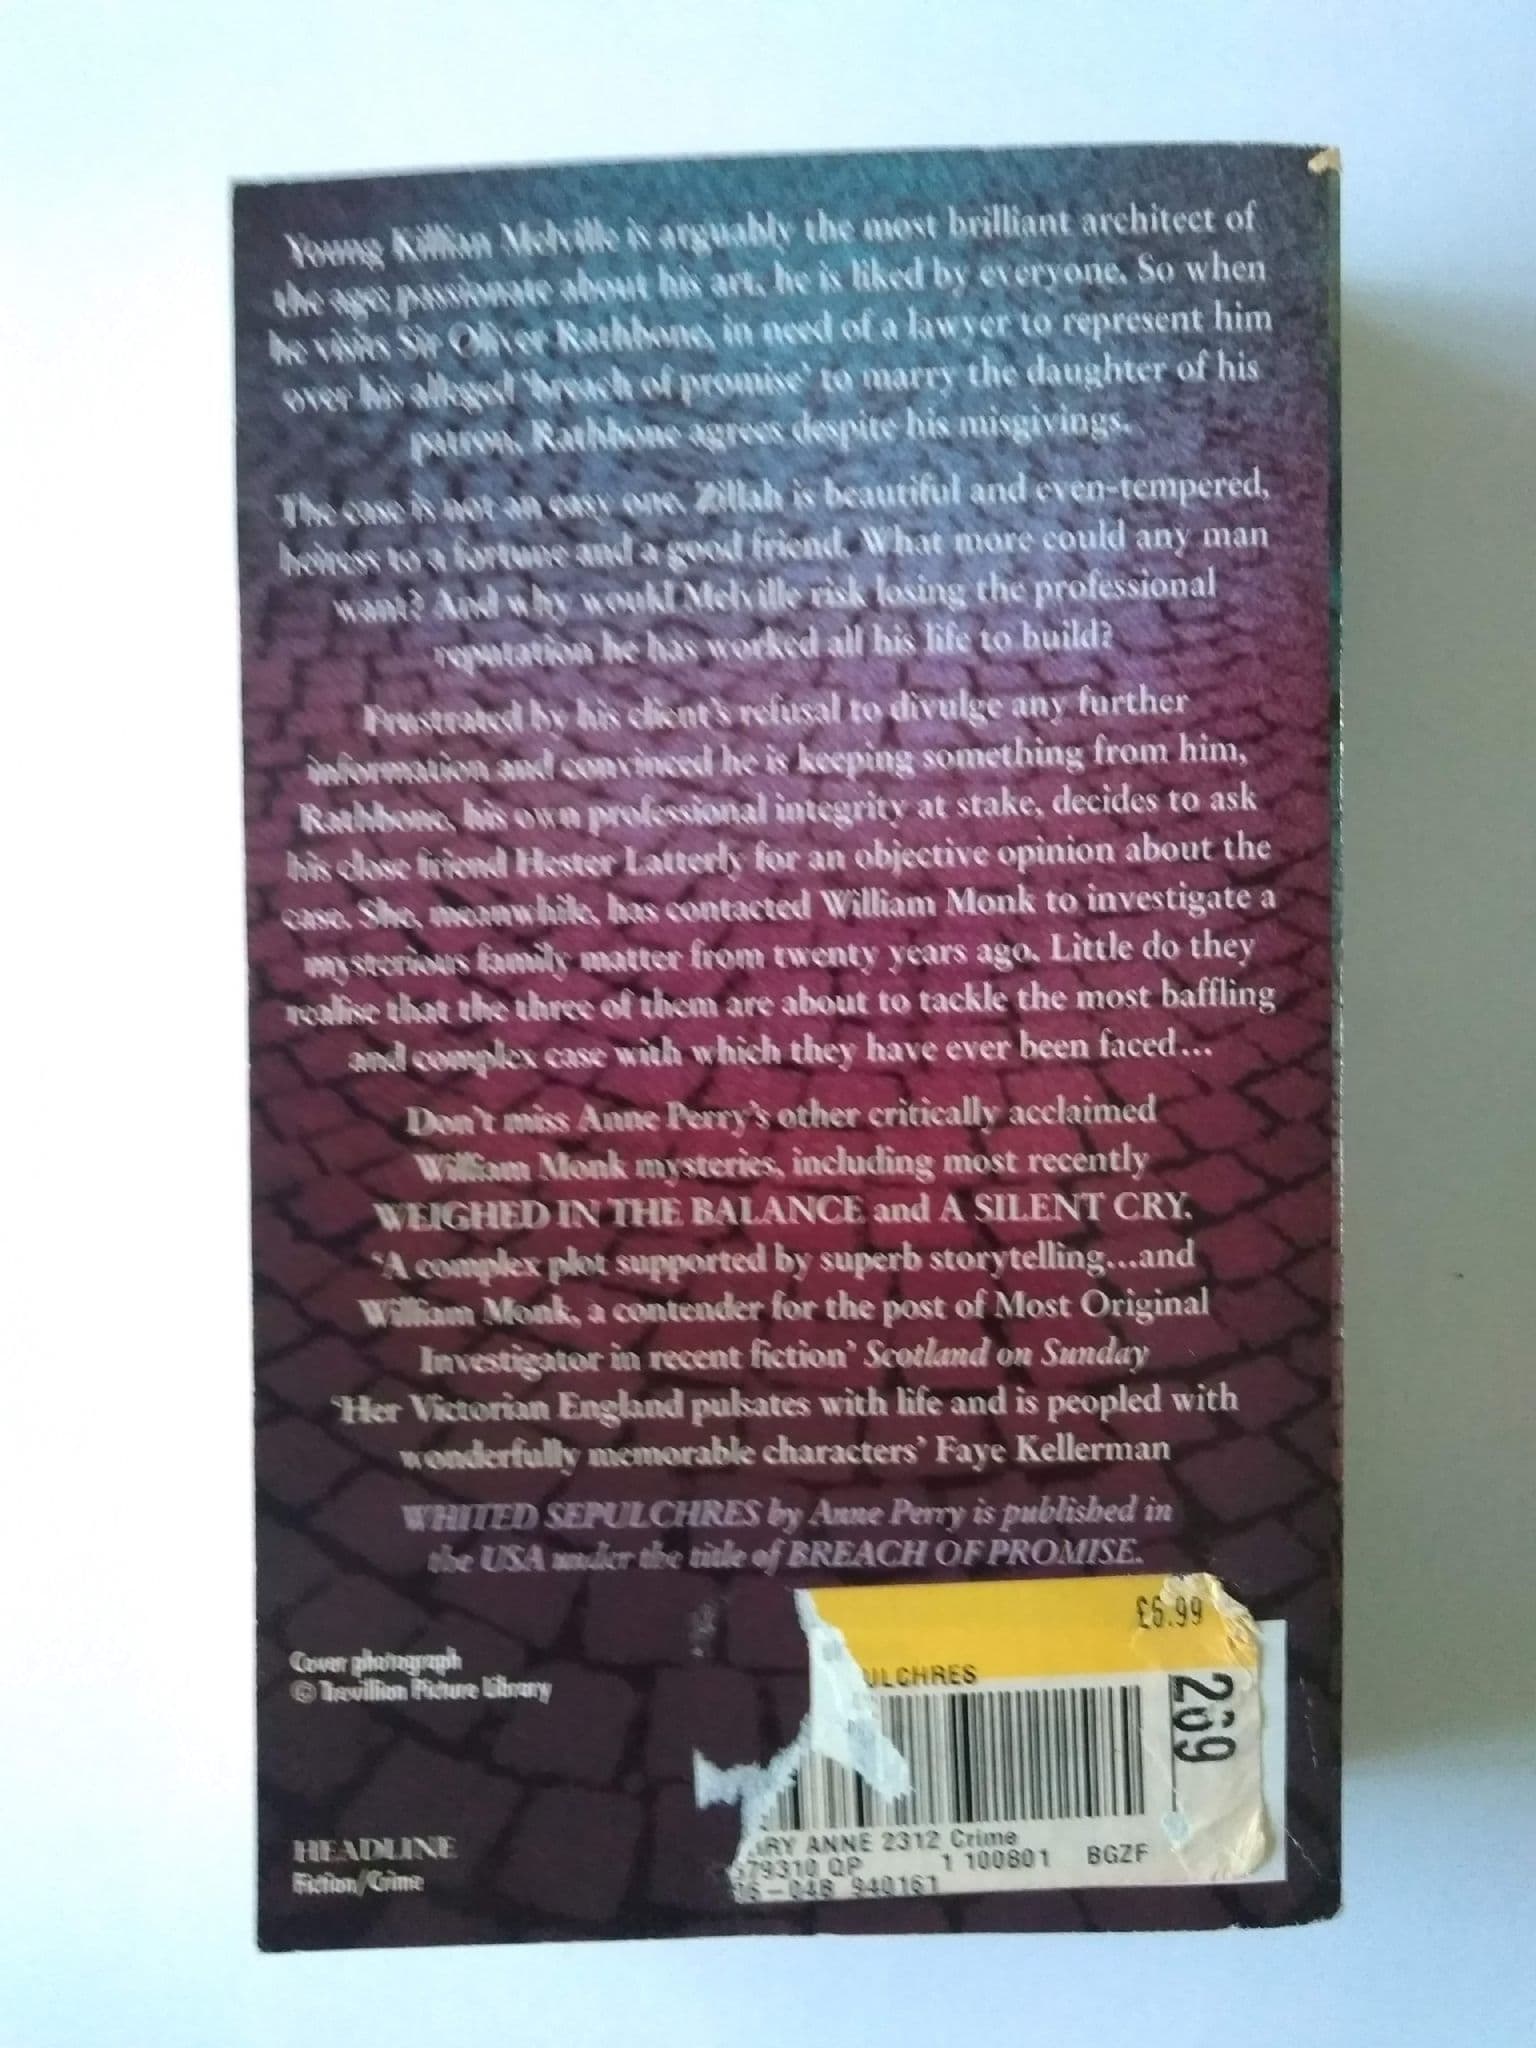 Young Killian Melville is arguably the most brilliant architect of
the age; passionate about his art, he is liked by everyone. So when
he visits Sir Oliver Rathbone, in need of a lawyer to represent him
over his alleged 'breach of promise' to marry the daughter of his
patron, Rathbone agrees despite his misgivings.
The case is not an easy one. Zillah is beautiful and even-tempered,
heiress to a fortune and a good friend. What more could any man
want? And why would Melville risk losing the professional
reputation he has worked all his life to build?
Frustrated by his client's refusal to divulge any further
information and convinced he is keeping something from him,
Rathbone, his own professional integrity at stake, decides to ask
his close friend Hester Latterly for an objective opinion about the
case. She, meanwhile, has contacted William Monk to investigate a
mysterious family matter from twenty years ago. Little do they
realise that the three of them are about to tackle the most baffling
and complex case with which they have ever been faced...
Don't miss Anne Perry's other critically acclaimed
William Monk mysteries, including most recently
WEIGHED IN THE BALANCE and A SILENT CRY.
'A complex plot supported by superb storytelling...and
William Monk, a contender for the post of Most Original
Investigator in recent fiction' Scotland on Sunday
'Her Victorian England pulsates with life and is peopled with
wonderfully memorable characters' Faye Kellerman
WHITED SEPULCHRES by Anne Perry is published in
the USA under the title of BREACH OF PROMISE.
£6.99
ULCHRES
269
Cover photograph
© Trevillion Picture Library
RY ANNE 2312 Crime
79310 QP 1 100801 BGZF
6-04B 940161
HEADLINE
Fiction/Crime